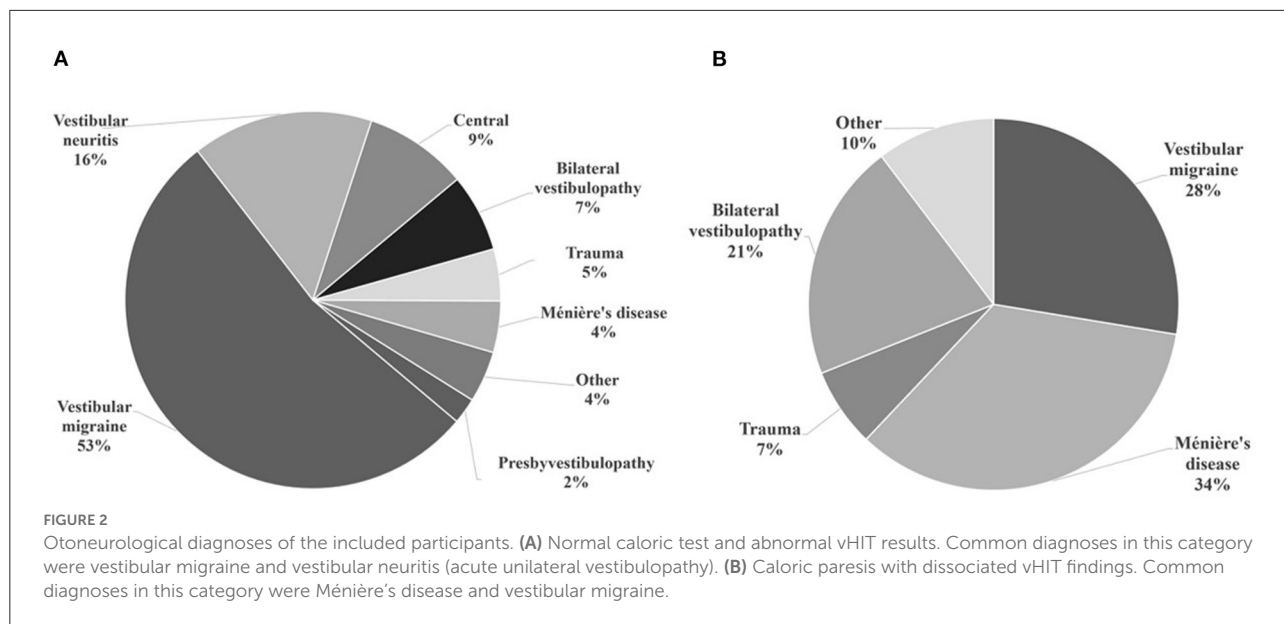 A
Vestibular
neuritis
16%
Central
9%
Bilateral
vestibulopathy
7%
Trauma
5%
Ménière's disease
4%
Other
4%
Presbyvestibulopathy
2%
Vestibular
migraine
53%
B
Other
10%
Vestibular
migraine
28%
Bilateral
vestibulopathy
21%
Trauma
7%
Ménière's
disease
34%
FIGURE 2
Otoneurological diagnoses of the included participants. (A) Normal caloric test and abnormal vHIT results. Common diagnoses in this category
were vestibular migraine and vestibular neuritis (acute unilateral vestibulopathy). (B) Caloric paresis with dissociated vHIT findings. Common
diagnoses in this category were Ménière’s disease and vestibular migraine.